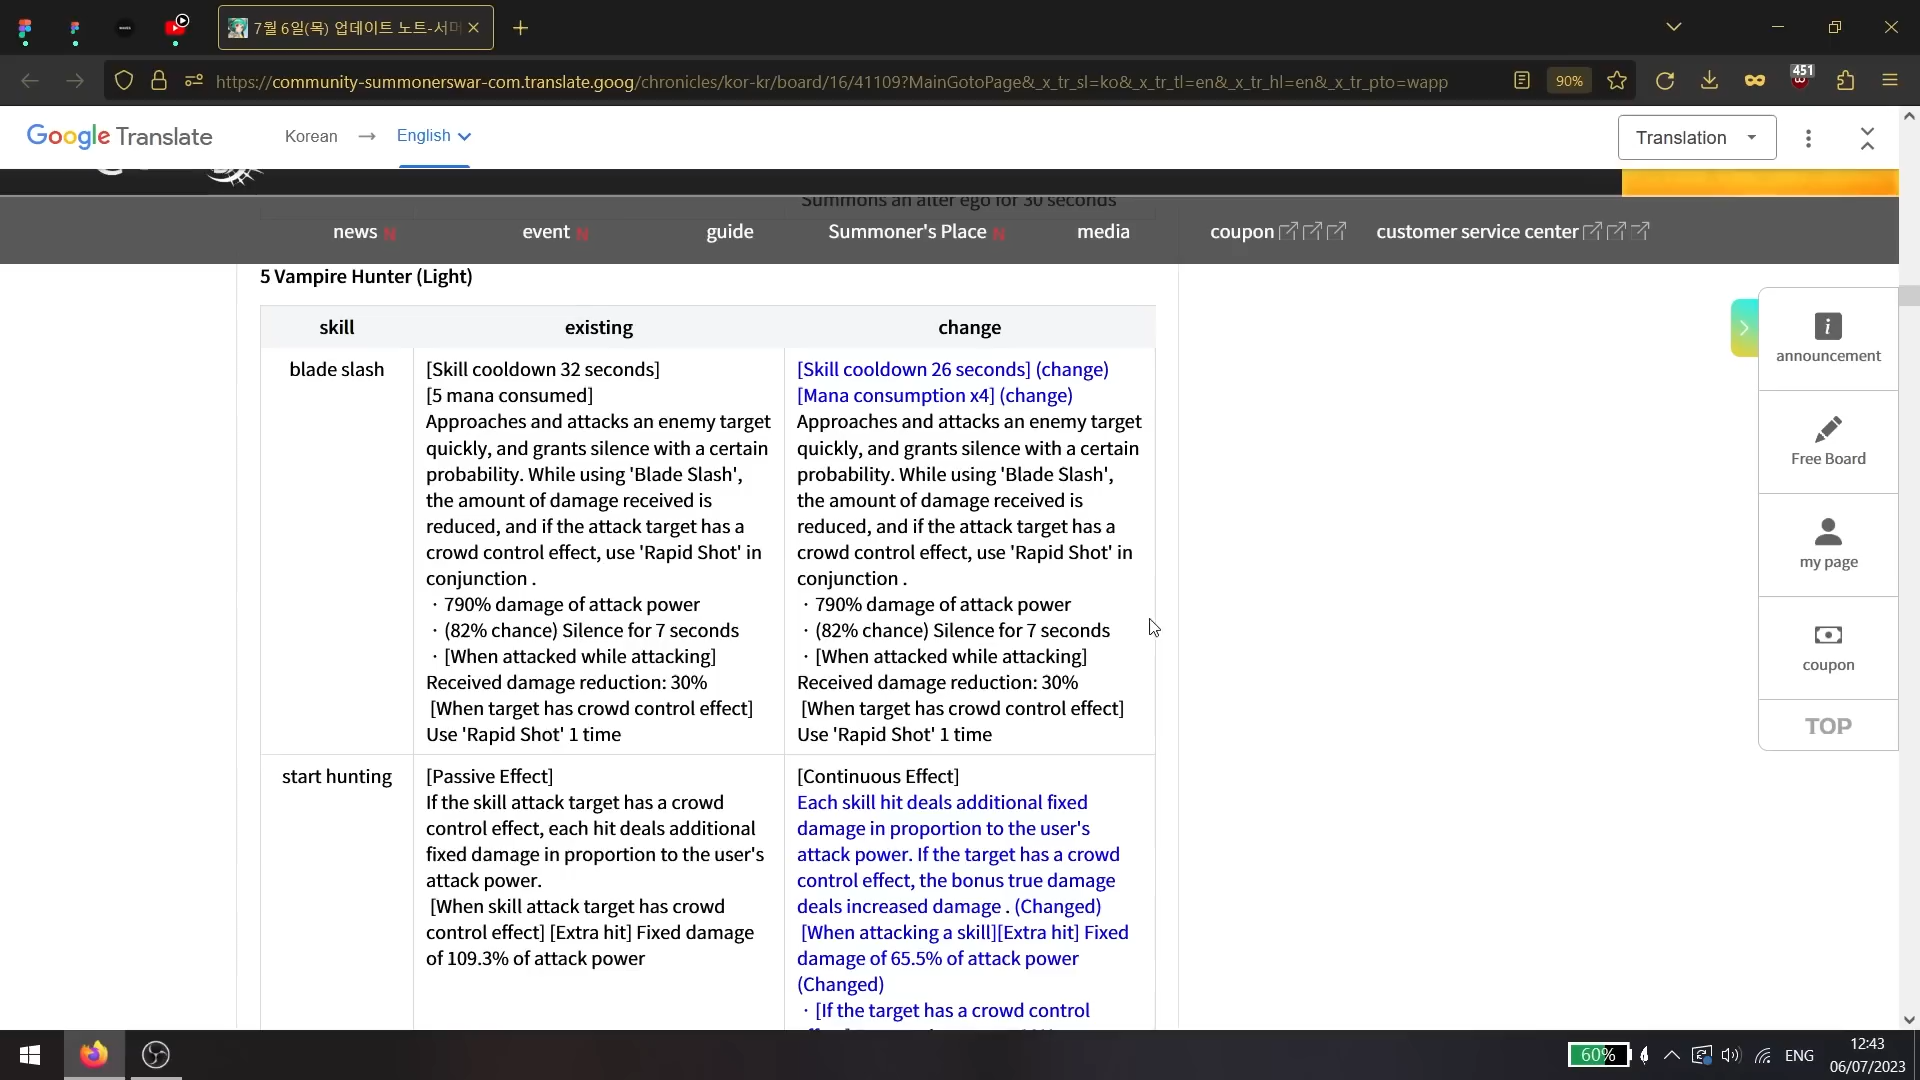 7월 6일(목) 업데이트 노트-서머
https://community-summonerswar-com.translate.goog/chronicles/kor-kr/board/16/41109?MainGotoPage&_x_tr_sl=ko&_x_tr_tl=en&_x_tr_hl=en&_x_tr_pto=wapp
90%
451
Google Translate
Korean → English
Translation
Summons an alter ego for 30 seconds
news N
event N
guide
Summoner's Place N
media
coupon
customer service center
5 Vampire Hunter (Light)
skill
existing
change
blade slash
[Skill cooldown 32 seconds]
[5 mana consumed]
Approaches and attacks an enemy target
quickly, and grants silence with a certain
probability. While using 'Blade Slash',
the amount of damage received is
reduced, and if the attack target has a
crowd control effect, use 'Rapid Shot' in
conjunction .
· 790% damage of attack power
· (82% chance) Silence for 7 seconds
· [When attacked while attacking]
Received damage reduction: 30%
[When target has crowd control effect]
Use 'Rapid Shot' 1 time
[Skill cooldown 26 seconds] (change)
[Mana consumption x4] (change)
Approaches and attacks an enemy target
quickly, and grants silence with a certain
probability. While using 'Blade Slash',
the amount of damage received is
reduced, and if the attack target has a
crowd control effect, use 'Rapid Shot' in
conjunction .
· 790% damage of attack power
· (82% chance) Silence for 7 seconds
· [When attacked while attacking]
Received damage reduction: 30%
[When target has crowd control effect]
Use 'Rapid Shot' 1 time
start hunting
[Passive Effect]
If the skill attack target has a crowd
control effect, each hit deals additional
fixed damage in proportion to the user's
attack power.
[When skill attack target has crowd
control effect] [Extra hit] Fixed damage
of 109.3% of attack power
[Continuous Effect]
Each skill hit deals additional fixed
damage in proportion to the user's
attack power. If the target has a crowd
control effect, the bonus true damage
deals increased damage . (Changed)
[When attacking a skill][Extra hit] Fixed
damage of 65.5% of attack power
(Changed)
· [If the target has a crowd control
announcement
Free Board
my page
coupon
TOP
60%
ENG
12:43
06/07/2023